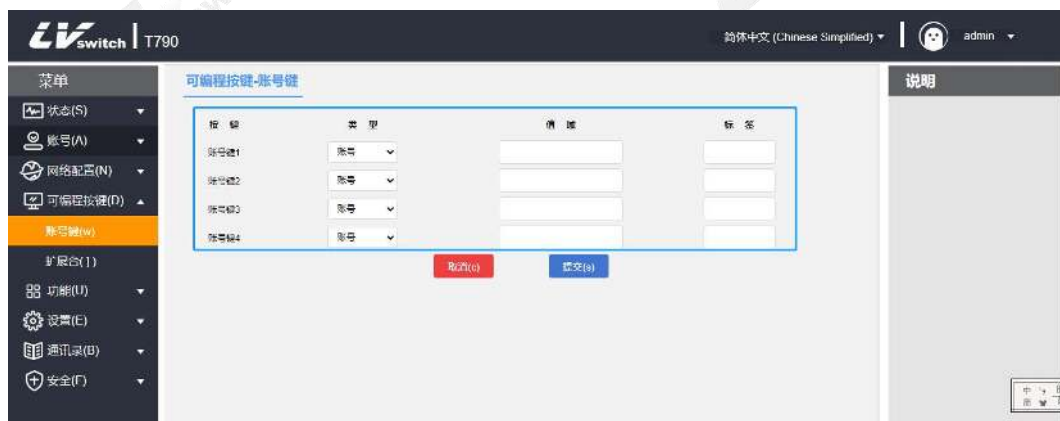 LVswitch | T790
简体中文 (Chinese Simplified)
admin
菜单
状态(S)
账号(A)
网络配置(N)
可编程按键(D)
账号键(w)
扩展台(])
功能(U)
设置(E)
通讯录(B)
安全(F)
可编程按键-账号键
按 键 类 型 值 域 标 签
账号键1 账号
账号键2 账号
账号键3 账号
账号键4 账号
取消(c) 提交(s)
说明
中
简